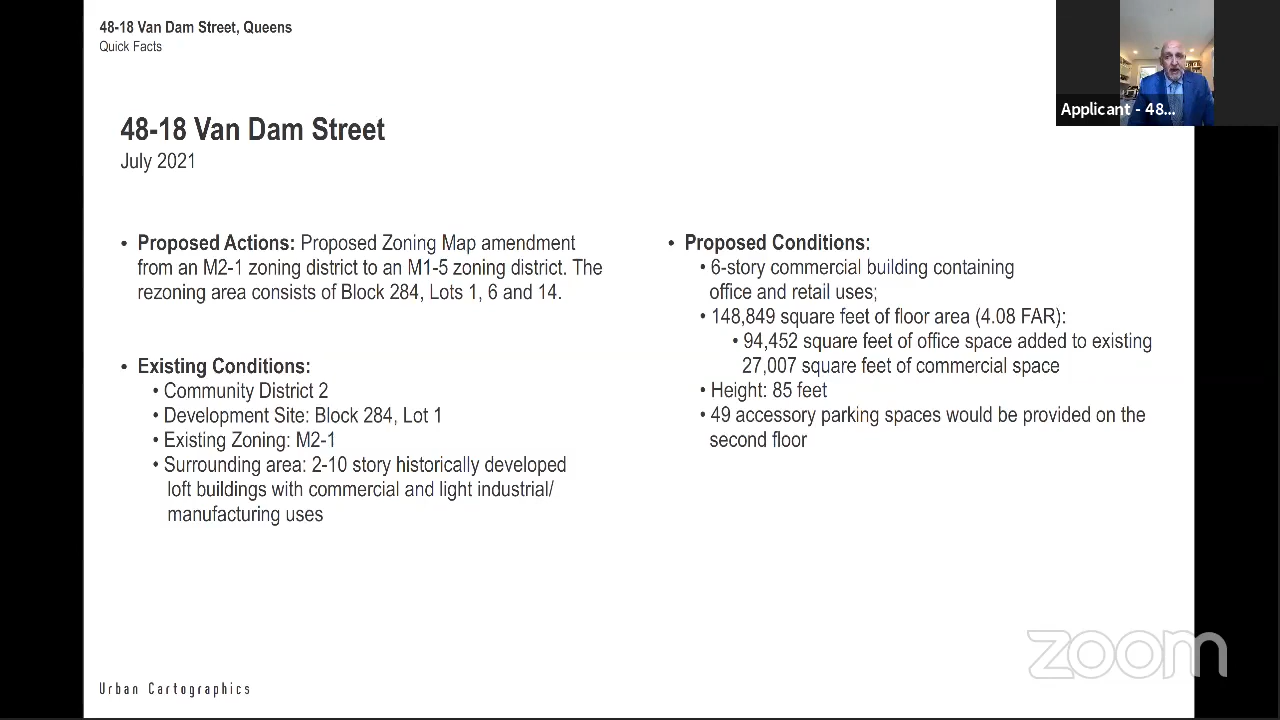 48-18 Van Dam Street, Queens
Quick Facts
Applicant - 48...
48-18 Van Dam Street
July 2021
• Proposed Actions: Proposed Zoning Map amendment
from an M2-1 zoning district to an M1-5 zoning district. The
rezoning area consists of Block 284, Lots 1, 6 and 14.
• Existing Conditions:
• Community District 2
• Development Site: Block 284, Lot 1
• Existing Zoning: M2-1
• Surrounding area: 2-10 story historically developed
loft buildings with commercial and light industrial/
manufacturing uses
• Proposed Conditions:
• 6-story commercial building containing
office and retail uses;
• 148,849 square feet of floor area (4.08 FAR):
• 94,452 square feet of office space added to existing
27,007 square feet of commercial space
• Height: 85 feet
• 49 accessory parking spaces would be provided on the
second floor
zoom
Urban Cartographics